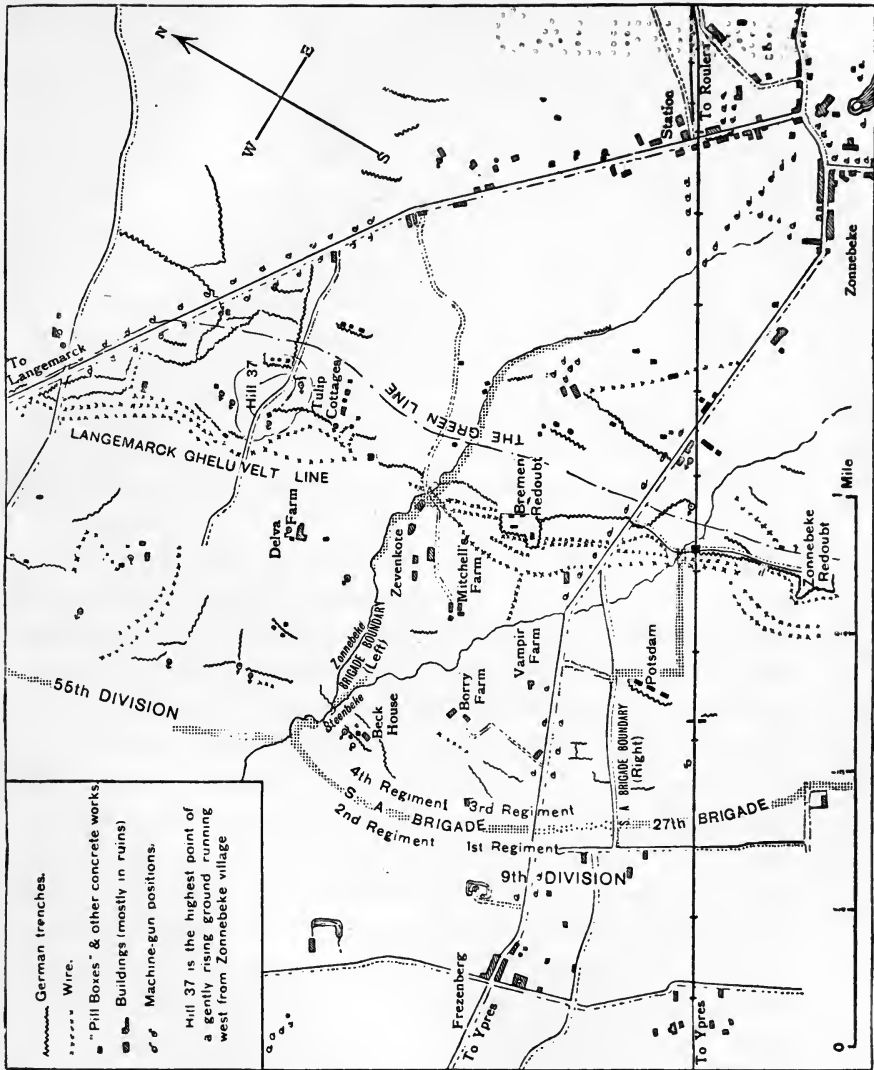 German trenches.
Wire.
"Pill Boxes" & other concrete works
Buildings (mostly in ruins)
Machine-gun positions.
Hill 37 is the highest point of
a gently rising ground running
west from Zonnebeke village
N
E
W
S
To
Langemarck
Hill 37
Tulip
Cottages
LANGEMARCK GHELUVELT LINE
THE GREEN LINE
Delva
Farm
Station
To Roulers
Zonnebeke
55th DIVISION
Zevenkote
Bremen
Redoubt
Mitchell
Farm
Zonnebeke
BRIGADE BOUNDARY
(Left)
Steenbeke
Beck
House
Borry
Farm
Vampir
Farm
Potsdam
Zonnebeke
Redoubt
4th Regiment
3rd Regiment
S A BRIGADE
2nd Regiment
1st Regiment
S A BRIGADE BOUNDARY
(Right)
27th BRIGADE
9th DIVISION
Frezenberg
To Ypres
To Ypres
0
1
Mile